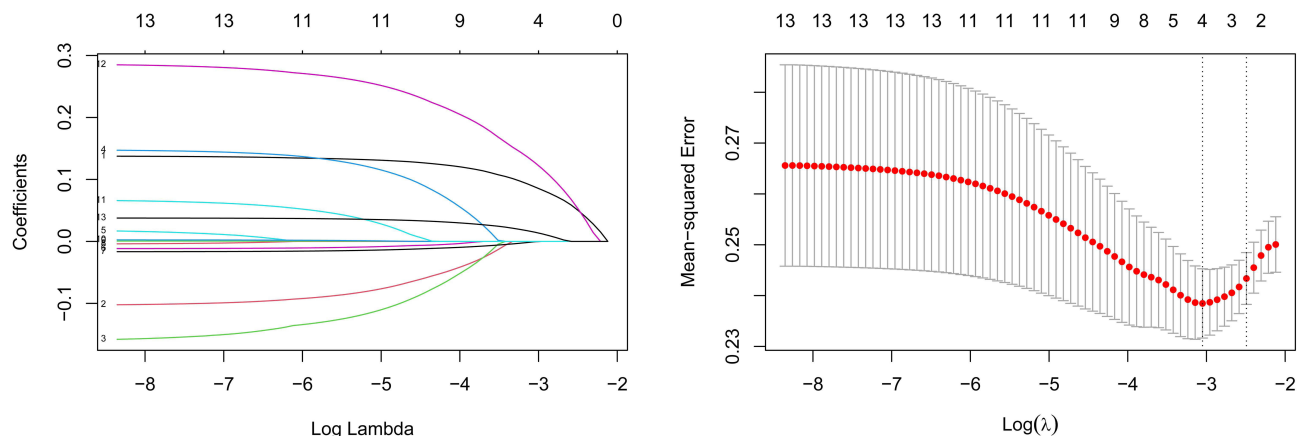 13 13 11 11 9 4 0
Coefficients
0.3
0.2
0.1
0.0
−0.1
12
4
1
11
13
5
7
2
3
−8 −7 −6 −5 −4 −3 −2
Log Lambda
13 13 13 13 13 11 11 11 11 9 8 5 4 3 2
Mean−squared Error
0.27
0.25
0.23
−8 −7 −6 −5 −4 −3 −2
Log(λ)